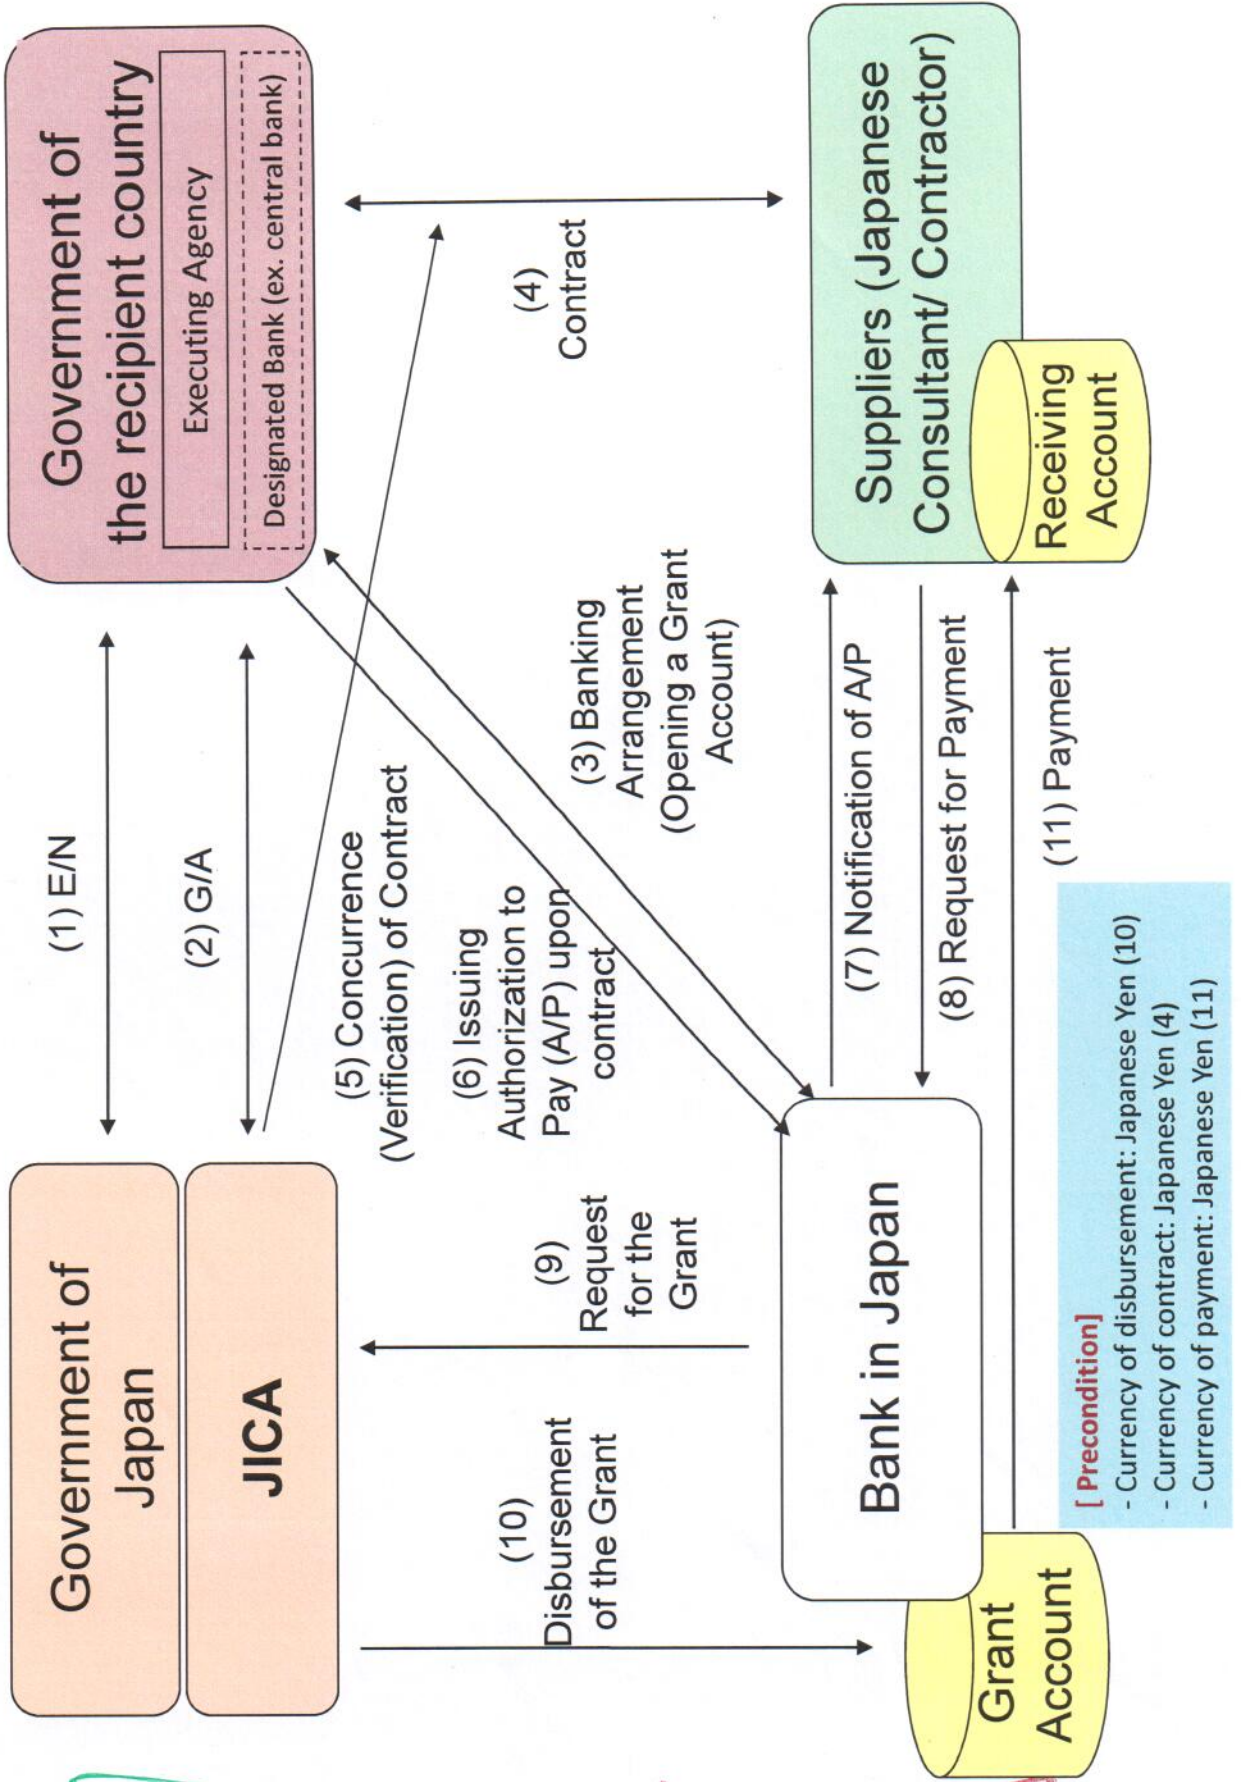 Government of
Japan
JICA
(1) E/N
(2) G/A
Government of
the recipient country
Executing Agency
Designated Bank (ex. central bank)
(5) Concurrence
(Verification) of Contract
(6) Issuing
Authorization to
Pay (A/P) upon
contract
(3) Banking
Arrangement
(Opening a Grant
Account)
(4)
Contract
(10)
Disbursement
of the Grant
(9)
Request
for the
Grant
Bank in Japan
Grant
Account
(7) Notification of A/P
(8) Request for Payment
(11) Payment
Suppliers (Japanese
Consultant/ Contractor)
Receiving
Account
[ Precondition]
- Currency of disbursement: Japanese Yen (10)
- Currency of contract: Japanese Yen (4)
- Currency of payment: Japanese Yen (11)